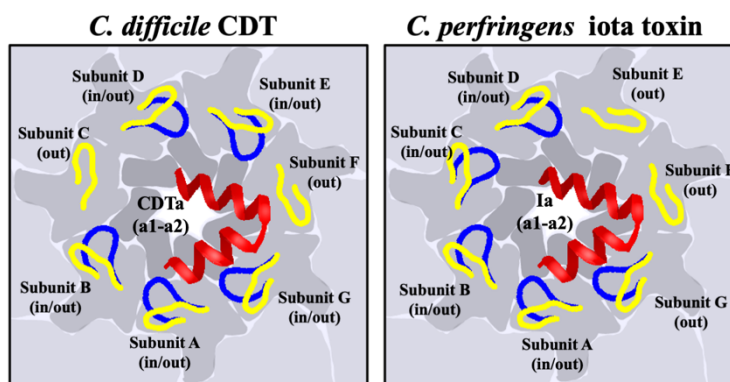 C. difficile CDT
Subunit D
(in/out)
Subunit E
(in/out)
Subunit C
(out)
Subunit F
(out)
CDTa
(a1-a2)
Subunit B
(in/out)
Subunit G
(in/out)
Subunit A
(in/out)
C. perfringens iota toxin
Subunit D
(in/out)
Subunit E
(out)
Subunit C
(in/out)
Subunit
(out)
Ia
(a1-a2)
Subunit B
(in/out)
Subunit G
(out)
Subunit A
(in/out)